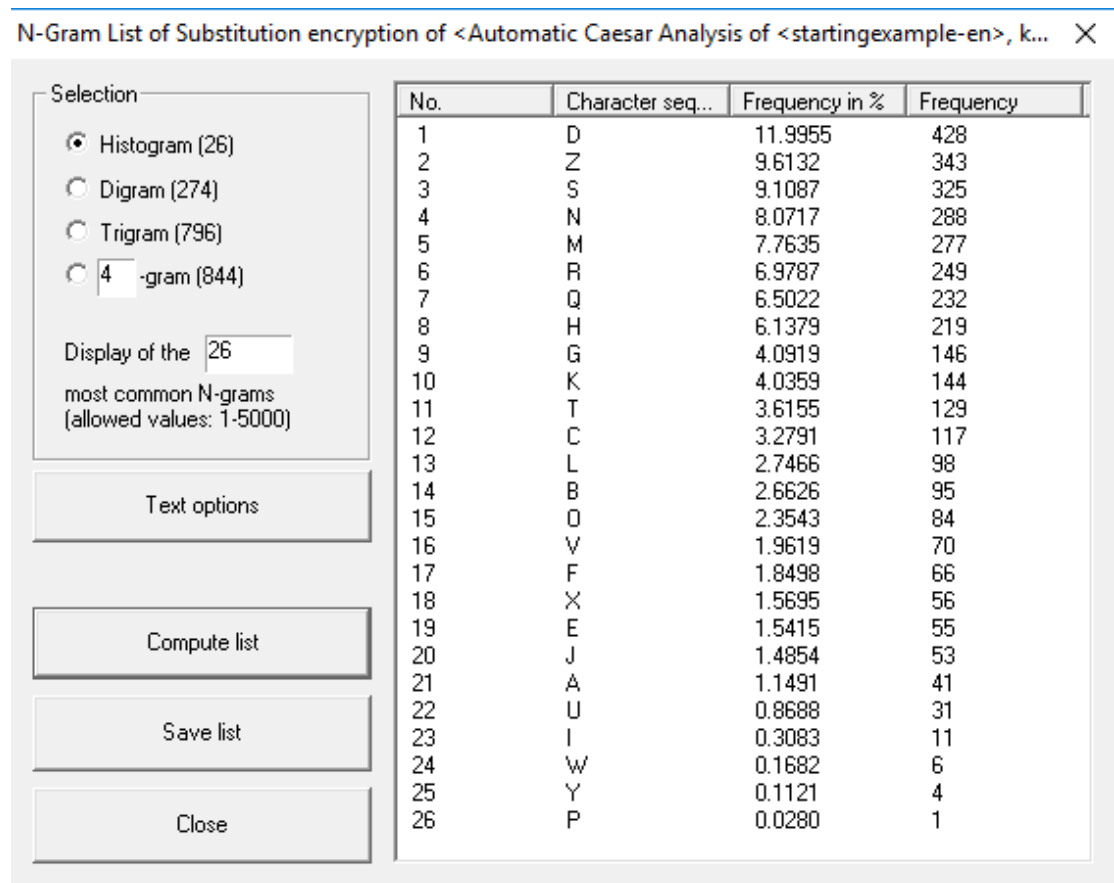 N-Gram List of Substitution encryption of <Automatic Caesar Analysis of <startingexample-en>, k...
Selection
Histogram (26)
Digram (274)
Trigram (796)
4 -gram (844)
Display of the 26
most common N-grams
(allowed values: 1-5000)
Text options
Compute list
Save list
Close
No. Character seq... Frequency in % Frequency
1 D 11.9955 428
2 Z 9.6132 343
3 S 9.1087 325
4 N 8.0717 288
5 M 7.7635 277
6 R 6.9787 249
7 Q 6.5022 232
8 H 6.1379 219
9 G 4.0919 146
10 K 4.0359 144
11 T 3.6155 129
12 C 3.2791 117
13 L 2.7466 98
14 B 2.6626 95
15 O 2.3543 84
16 V 1.9619 70
17 F 1.8498 66
18 X 1.5695 56
19 E 1.5415 55
20 J 1.4854 53
21 A 1.1491 41
22 U 0.8688 31
23 I 0.3083 11
24 W 0.1682 6
25 Y 0.1121 4
26 P 0.0280 1